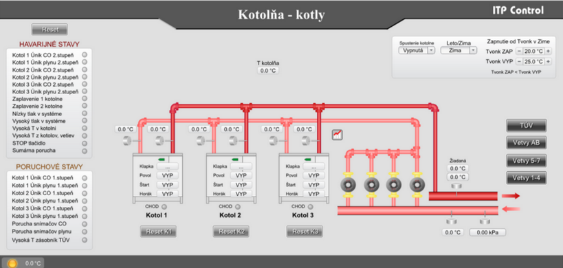 Kotolňa - kotly
ITP Control
Reset
HAVARIJNÉ STAVY
Kotol 1 Únik CO 2.stupeň
Kotol 1 Únik plynu 2.stupeň
Kotol 2 Únik CO 2.stupeň
Kotol 2 Únik plynu 2.stupeň
Kotol 3 Únik CO 2.stupeň
Kotol 3 Únik plynu 2.stupeň
Zaplavenie 1 kotolne
Zaplavenie 2 kotolne
Nízky tlak v systéme
Vysoký tlak v systéme
Vysoká T v kotolni
Vysoká T z kotolov, vetiev
STOP tlačidlo
Sumárna porucha
PORUCHOVÉ STAVY
Kotol 1 Únik CO 1.stupeň
Kotol 1 Únik plynu 1.stupeň
Kotol 2 Únik CO 1.stupeň
Kotol 2 Únik plynu 1.stupeň
Kotol 3 Únik CO 1.stupeň
Kotol 3 Únik plynu 1.stupeň
Porucha snímačov CO
Porucha snímačov plynu
Vysoká T zásobník TÚV
T kotolňa
0.0 °C
Spustenie kotolne
Vypnutá
Leto/Zima
Zima
Zapnutie od Tvonk v Zime
Tvonk ZAP - 20.0 °C +
Tvonk VYP - 25.0 °C +
Tvonk ZAP < Tvonk VYP
0.0 °C 0.0 °C 0.0 °C 0.0 °C 0.0 °C 0.0 °C
Klapka Klapka Klapka
Povol VYP Povol VYP Povol VYP
Štart VYP Štart VYP Štart VYP
Horák VYP Horák VYP Horák VYP
CHOD CHOD CHOD
Kotol 1 Kotol 2 Kotol 3
Reset K1 Reset K2 Reset K3
Žiadaná
0.0 °C
0.0 °C
0.0 °C 0.00 kPa
TUV
Vetvy AB
Vetvy 5-7
Vetvy 1-4
0.0 °C